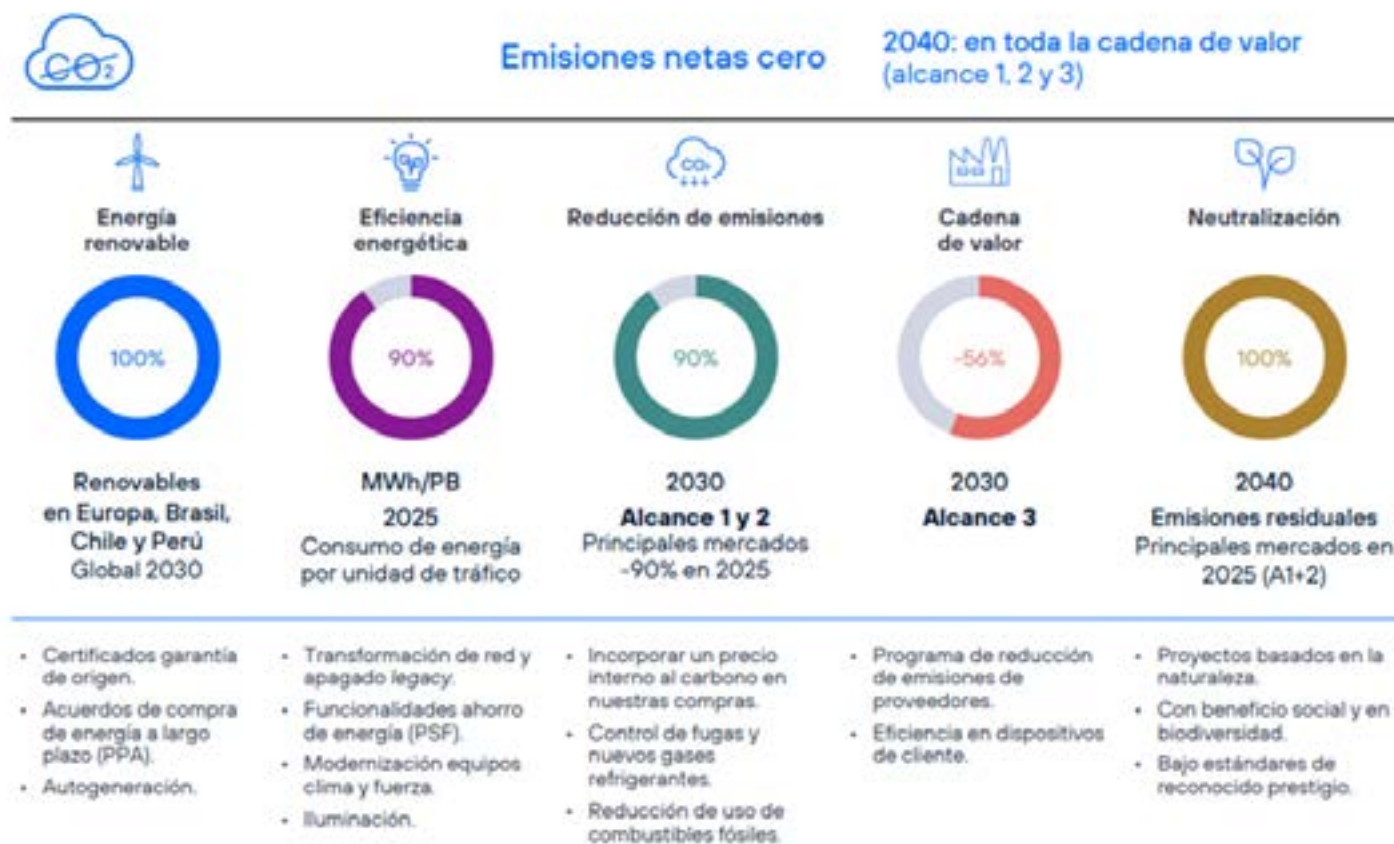 CO2
Emisiones netas cero
2040: en toda la cadena de valor
(alcance 1, 2 y 3)
Energía
renovable
100%
Renovables
en Europa, Brasil,
Chile y Perú
Global 2030
• Certificados garantía
de origen.
• Acuerdos de compra
de energía a largo
plazo (PPA).
• Autogeneración.
Eficiencia
energética
90%
MWh/PB
2025
Consumo de energía
por unidad de tráfico
• Transformación de red y
apagado legacy.
• Funcionalidades ahorro
de energía (PSF).
• Modernización equipos
clima y fuerza.
• Iluminación.
CO2
Reducción de emisiones
90%
2030
Alcance 1 y 2
Principales mercados
-90% en 2025
• Incorporar un precio
interno al carbono en
nuestras compras.
• Control de fugas y
nuevos gases
refrigerantes.
• Reducción de uso de
combustibles fósiles.
Cadena
de valor
-56%
2030
Alcance 3
• Programa de reducción
de emisiones de
proveedores.
• Eficiencia en dispositivos
de cliente.
Neutralización
100%
2040
Emisiones residuales
Principales mercados en
2025 (A1+2)
• Proyectos basados en la
naturaleza.
• Con beneficio social y en
biodiversidad.
• Bajo estándares de
reconocido prestigio.